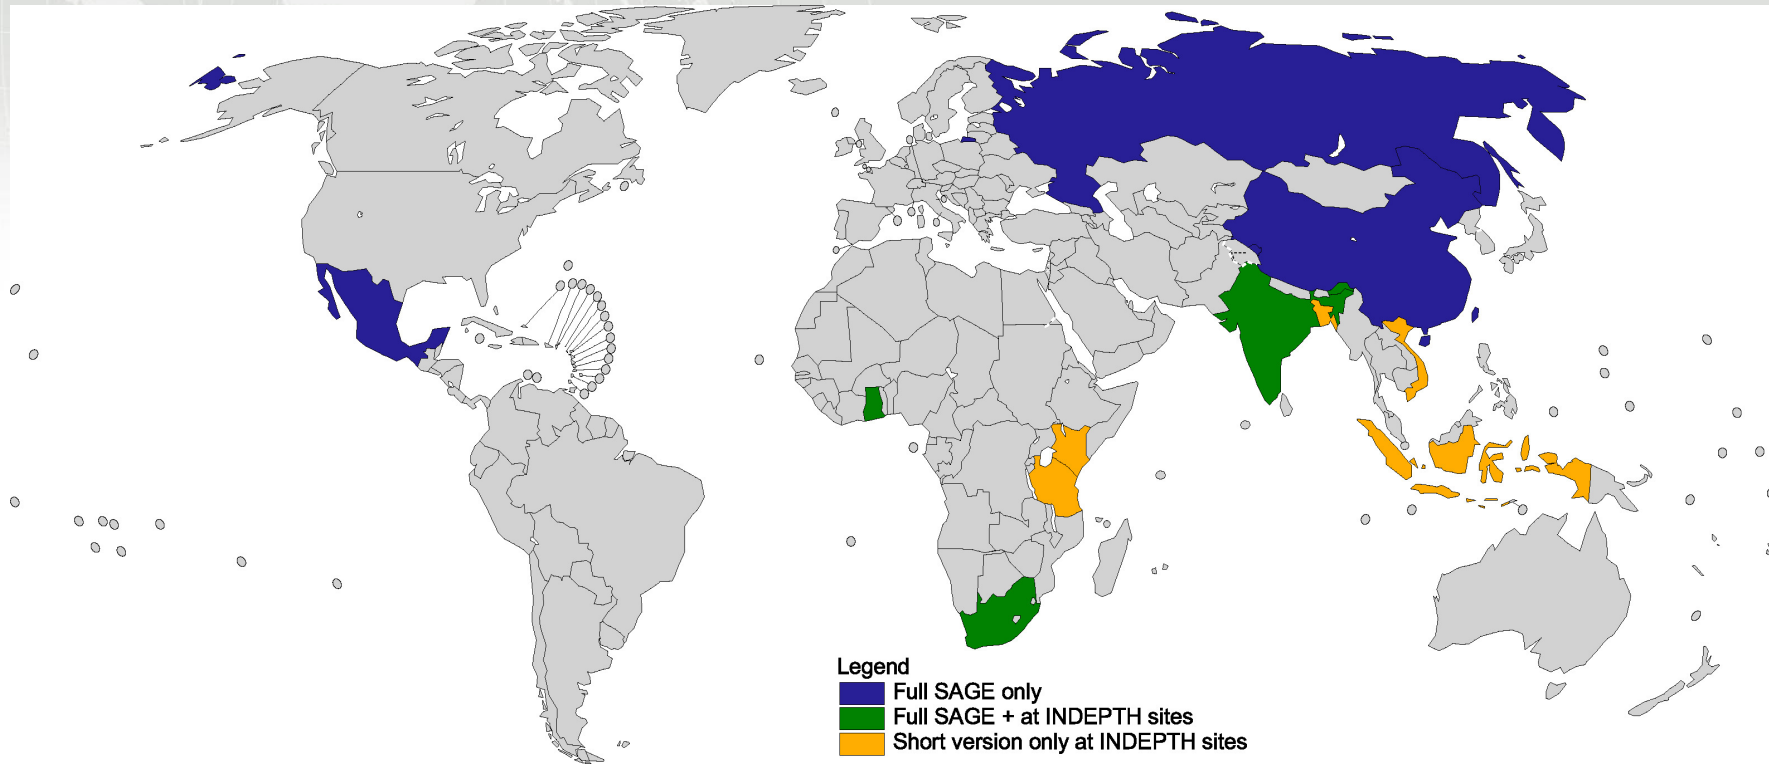 Legend
Full SAGE only
Full SAGE + at INDEPTH sites
Short version only at INDEPTH sites